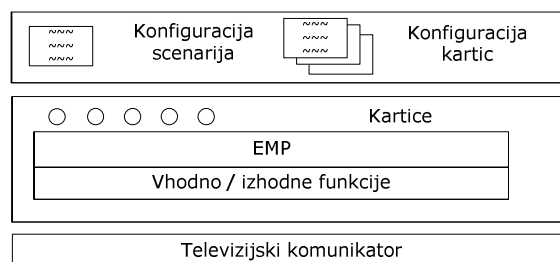 ~~~
~~~
~~~
Konfiguracija
scenarija
~~~
~~~
~~~
Konfiguracija
kartic
Kartice
EMP
Vhodno / izhodne funkcije
Televizijski komunikator